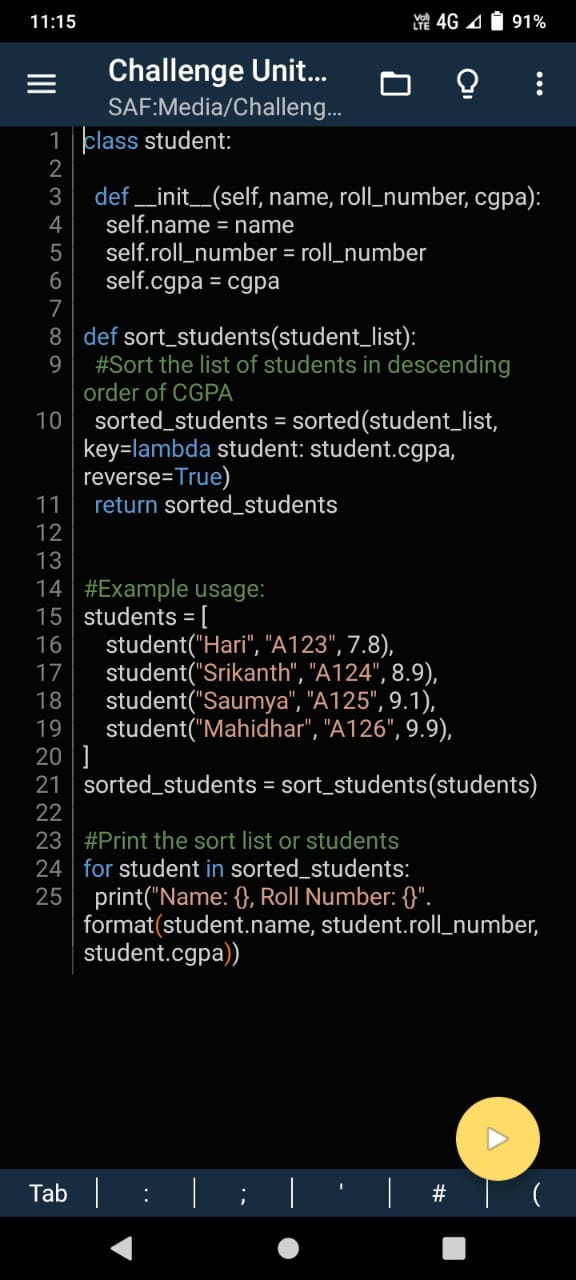 11:15 Vol LTE 4G 91%
Challenge Unit...
SAF:Media/Challeng...
1 class student:
2
3 def __init__(self, name, roll_number, cgpa):
4 self.name = name
5 self.roll_number = roll_number
6 self.cgpa = cgpa
7
8 def sort_students(student_list):
9 #Sort the list of students in descending
order of CGPA
10 sorted_students = sorted(student_list,
key=lambda student: student.cgpa,
reverse=True)
11 return sorted_students
12
13
14 #Example usage:
15 students = [
16 student("Hari", "A123", 7.8),
17 student("Srikanth", "A124", 8.9),
18 student("Saumya", "A125", 9.1),
19 student("Mahidhar", "A126", 9.9),
20 ]
21 sorted_students = sort_students(students)
22
23 #Print the sort list or students
24 for student in sorted_students:
25 print("Name: {}, Roll Number: {}".
format(student.name, student.roll_number,
student.cgpa))
Tab | : | ; | ' | # | (